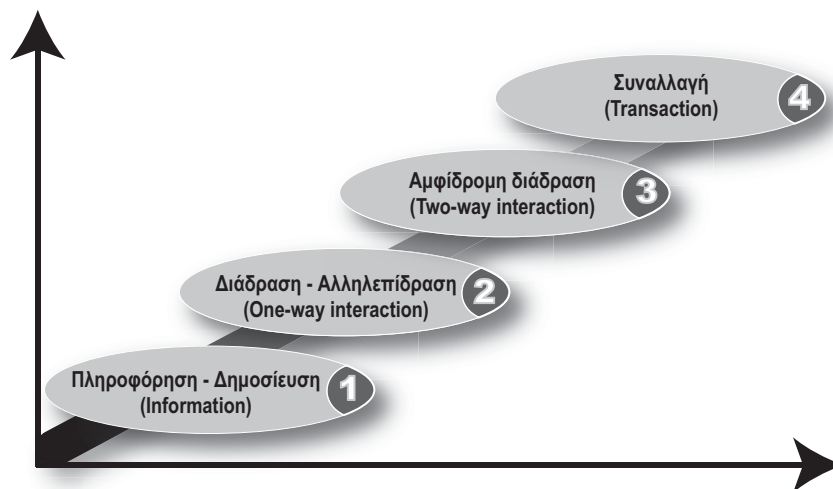 Συναλλαγή
(Transaction)
4
Αμφίδρομη διάδραση
(Two-way interaction)
3
Διάδραση - Αλληλεπίδραση
(One-way interaction)
2
Πληροφόρηση - Δημοσίευση
(Information)
1